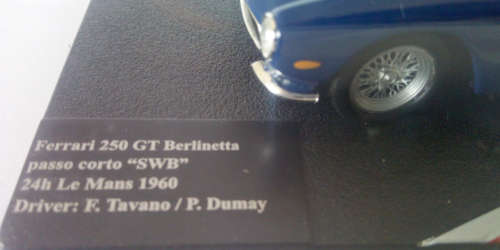 Ferrari 250 GT Berlinetta
passo corto “SWB”
24h Le Mans 1960
Driver: F. Tavano / P. Dumay